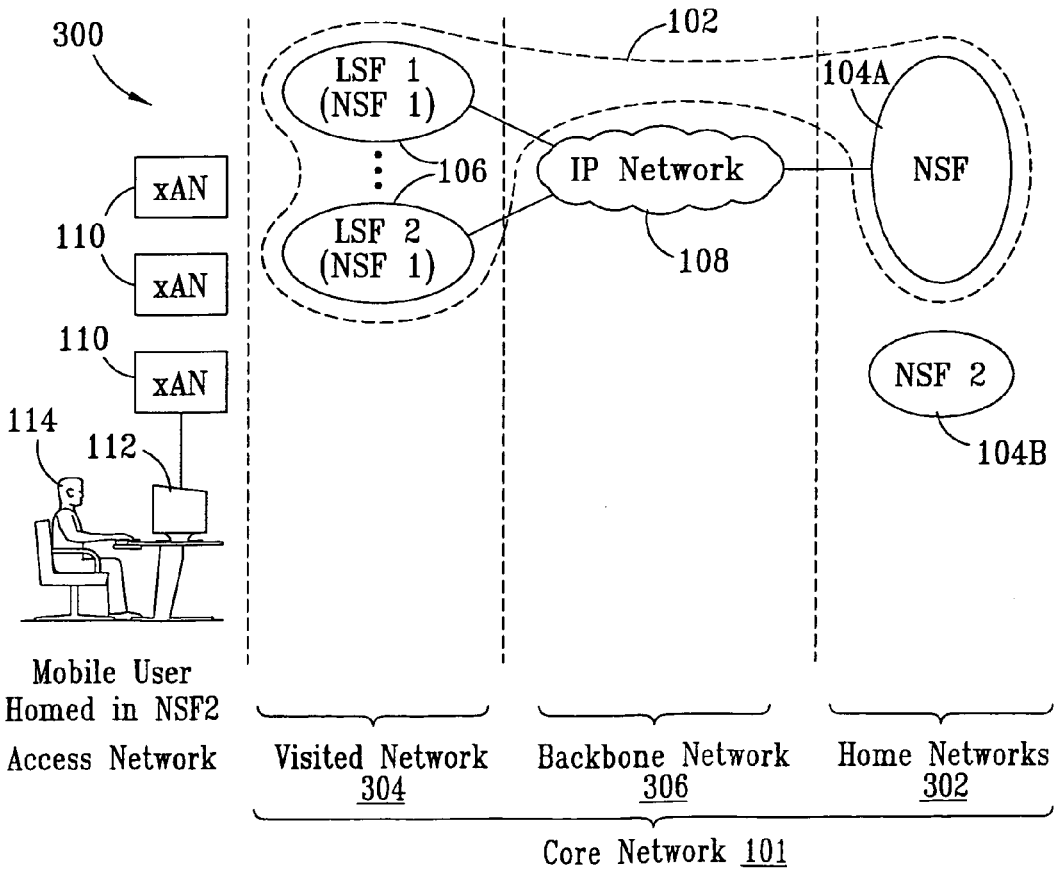 300
102
LSF 1
(NSF 1)
104A
NSF
xAN
106
IP Network
110
LSF 2
(NSF 1)
108
xAN
110
xAN
NSF 2
104B
114
112
Mobile User
Homed in NSF2
Access Network
Visited Network
304
Backbone Network
306
Home Networks
302
Core Network 101